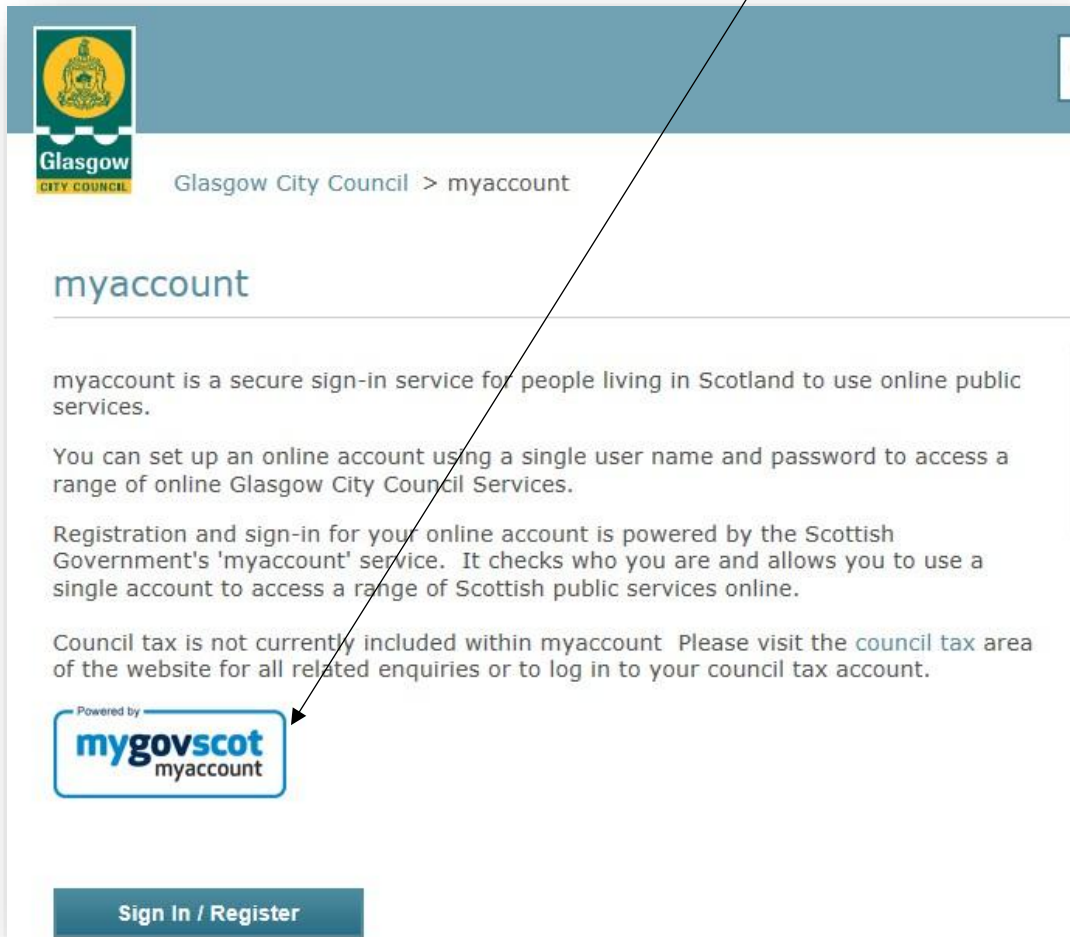 Glasgow
CITY COUNCIL
Glasgow City Council > myaccount
myaccount
myaccount is a secure sign-in service for people living in Scotland to use online public
services.
You can set up an online account using a single user name and password to access a
range of online Glasgow City Council Services.
Registration and sign-in for your online account is powered by the Scottish
Government's 'myaccount' service.  It checks who you are and allows you to use a
single account to access a range of Scottish public services online.
Council tax is not currently included within myaccount  Please visit the council tax area
of the website for all related enquiries or to log in to your council tax account.
Powered by
mygovscot
myaccount
Sign In / Register